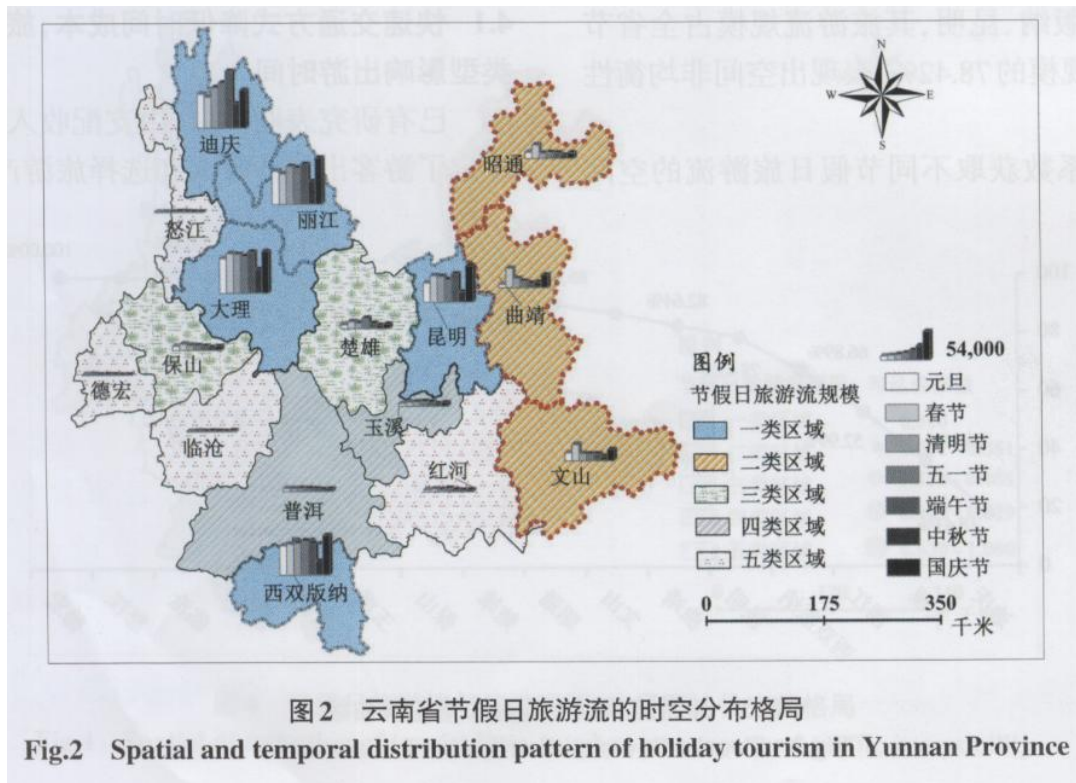 N
W
E
S
迪庆
丽江
怒江
大理
昭通
曲靖
昆明
楚雄
保山
德宏
临沧
玉溪
红河
文山
普洱
西双版纳
图例
54,000
节假日旅游流规模
一类区域
二类区域
三类区域
四类区域
五类区域
元旦
春节
清明节
五一节
端午节
中秋节
国庆节
0 175 350
千米
图2 云南省节假日旅游流的时空分布格局
Fig.2 Spatial and temporal distribution pattern of holiday tourism in Yunnan Province